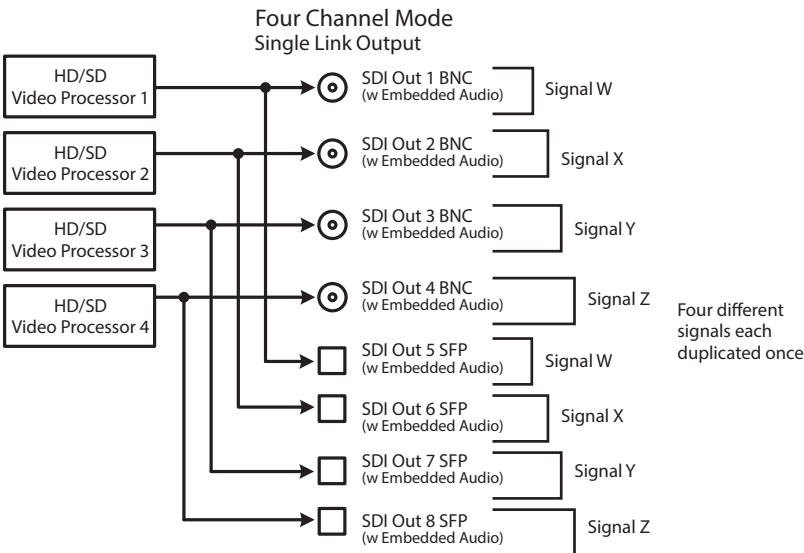 Four Channel Mode
Single Link Output
HD/SD
Video Processor 1
SDI Out 1 BNC
(w Embedded Audio)
Signal W
HD/SD
Video Processor 2
SDI Out 2 BNC
(w Embedded Audio)
Signal X
HD/SD
Video Processor 3
SDI Out 3 BNC
(w Embedded Audio)
Signal Y
HD/SD
Video Processor 4
SDI Out 4 BNC
(w Embedded Audio)
Signal Z
Four different
signals each
duplicated once
SDI Out 5 SFP
(w Embedded Audio)
Signal W
SDI Out 6 SFP
(w Embedded Audio)
Signal X
SDI Out 7 SFP
(w Embedded Audio)
Signal Y
SDI Out 8 SFP
(w Embedded Audio)
Signal Z